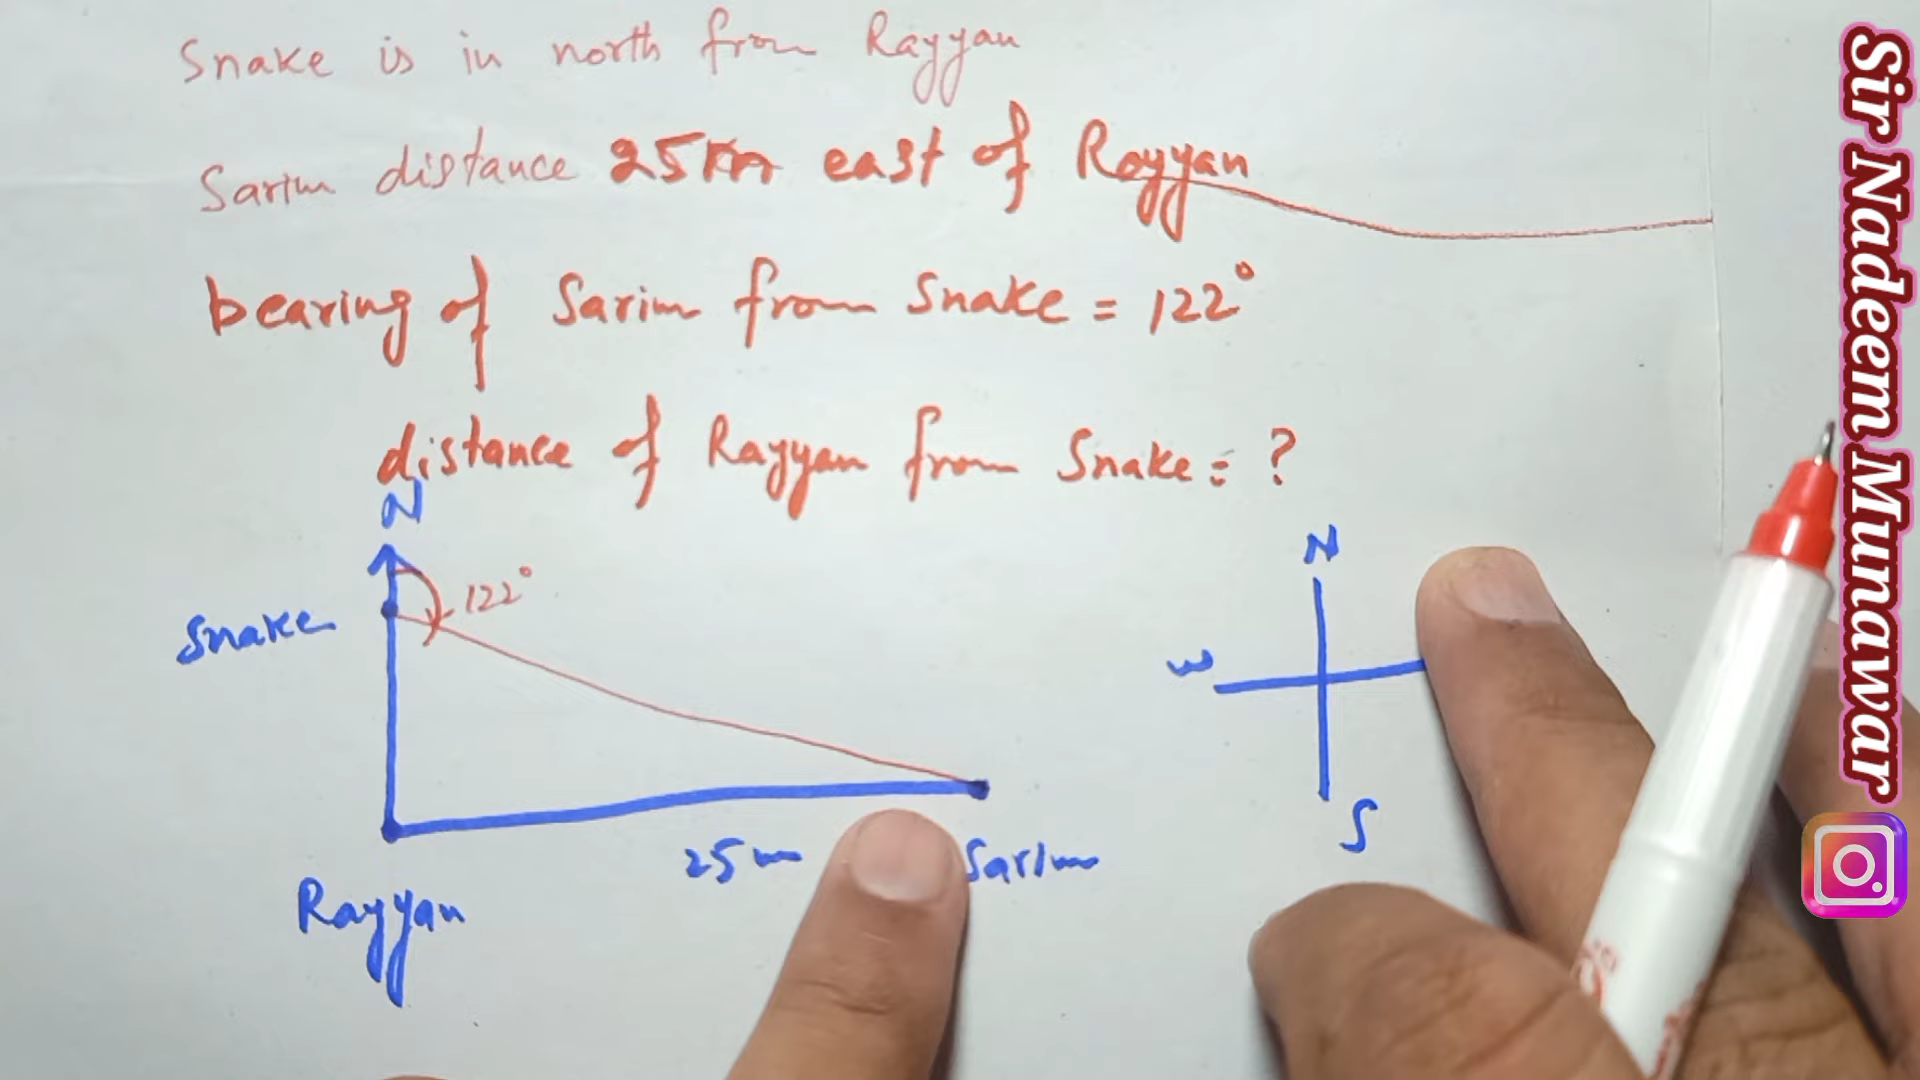 Snake is in north from Rayyan
Sarim distance 25m east of Rayyan
bearing of Sarim from Snake = 122°
distance of Rayyan from Snake = ?
N
122°
Snake
25m
Sarim
Rayyan
N
W
S
Sir Nadeem Munawar